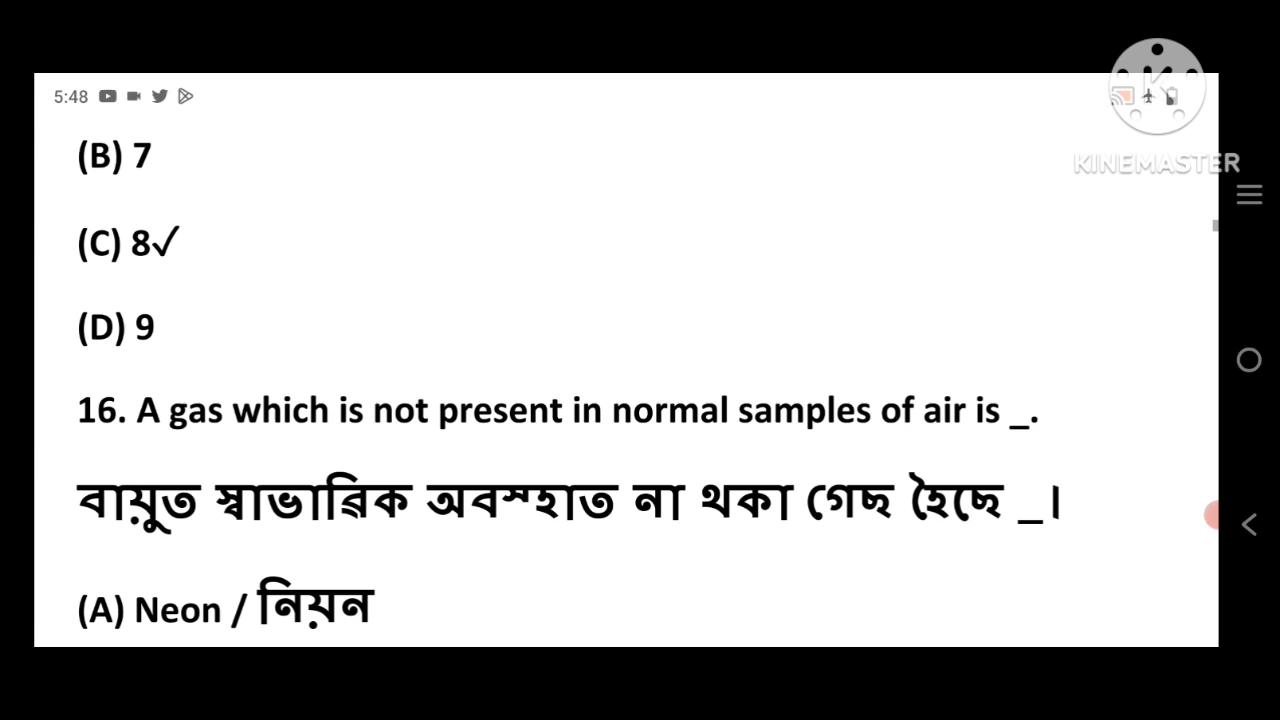 5:48
KINEMASTER
(B) 7
(C) 8✓
(D) 9
16. A gas which is not present in normal samples of air is _.
বায়ুত স্বাভাৱিক অবস্হাত না থকা গেছ হৈছে _।
(A) Neon / নিয়ন